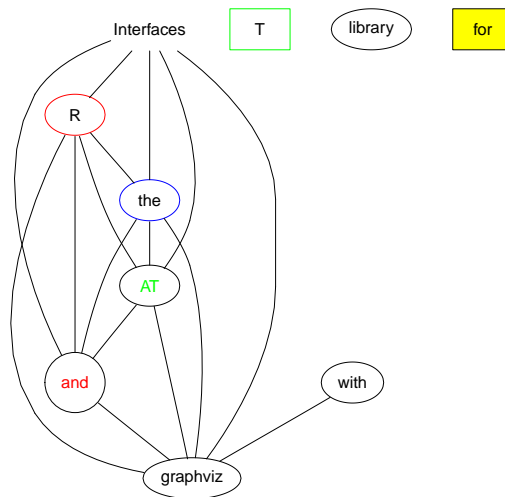 Interfaces
T
library
for
R
the
AT
and
with
graphviz